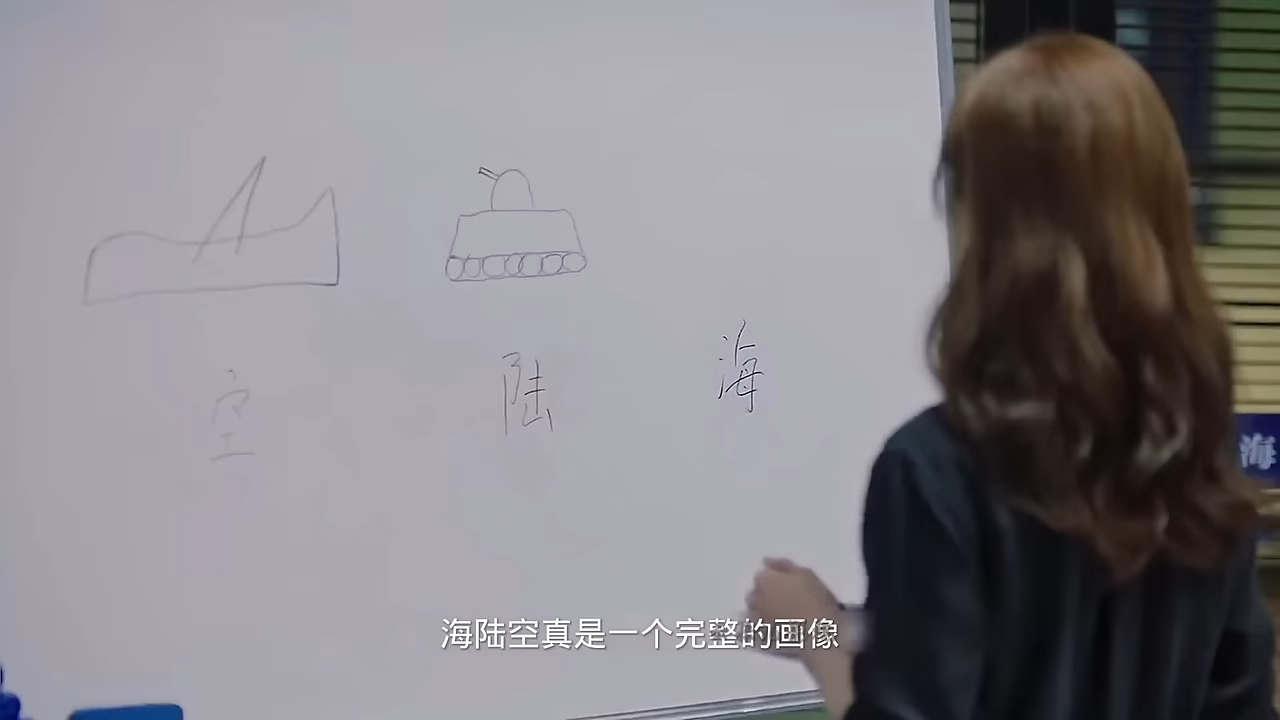 空
陆
海
海
海陆空真是一个完整的画像